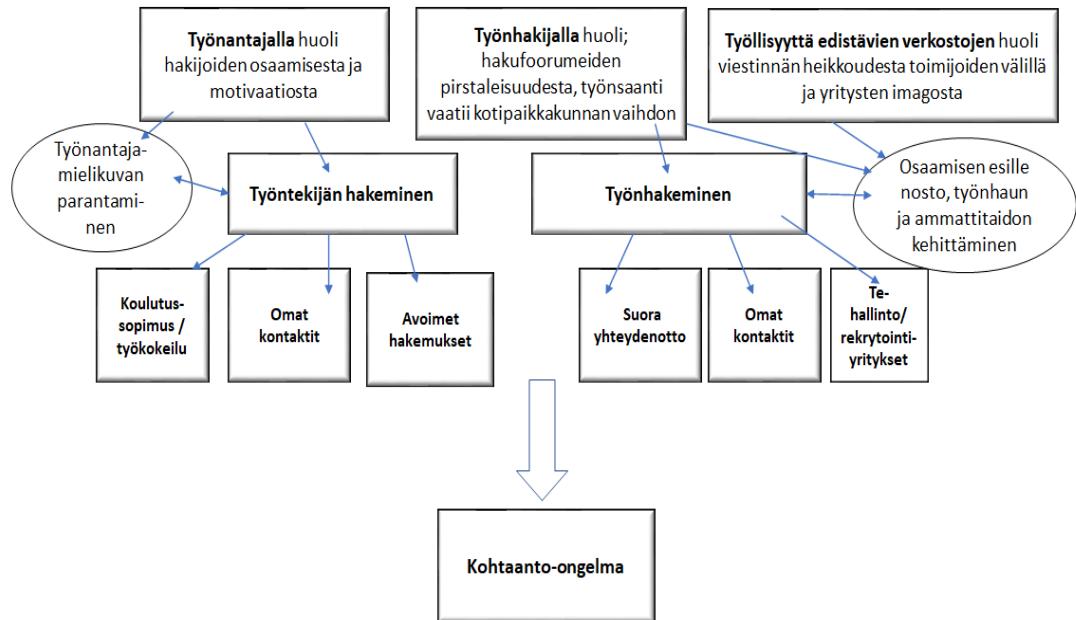 Työnantajalla huoli
hakijoiden osaamisesta ja
motivaatiosta
Työnhakijalla huoli;
hakufoorumeiden
pirstaleisuudesta, työnsaanti
vaatii kotipaikkakunnan vaihdon
Työllisyyttä edistävien verkostojen huoli
viestinnän heikkoudesta toimijoiden välillä
ja yritysten imagosta
Työnantaja-
mielikuvan
parantami-
nen
Työntekijän hakeminen
Työnhakeminen
Osaamisen esille
nosto, työnhaun
ja ammattitaidon
kehittäminen
Koulutus-
sopimus /
työkokeilu
Omat
kontaktit
Avoimet
hakemukset
Suora
yhteydenotto
Omat
kontaktit
Te-
hallinto/
rekrytointi-
yritykset
Kohtaanto-ongelma